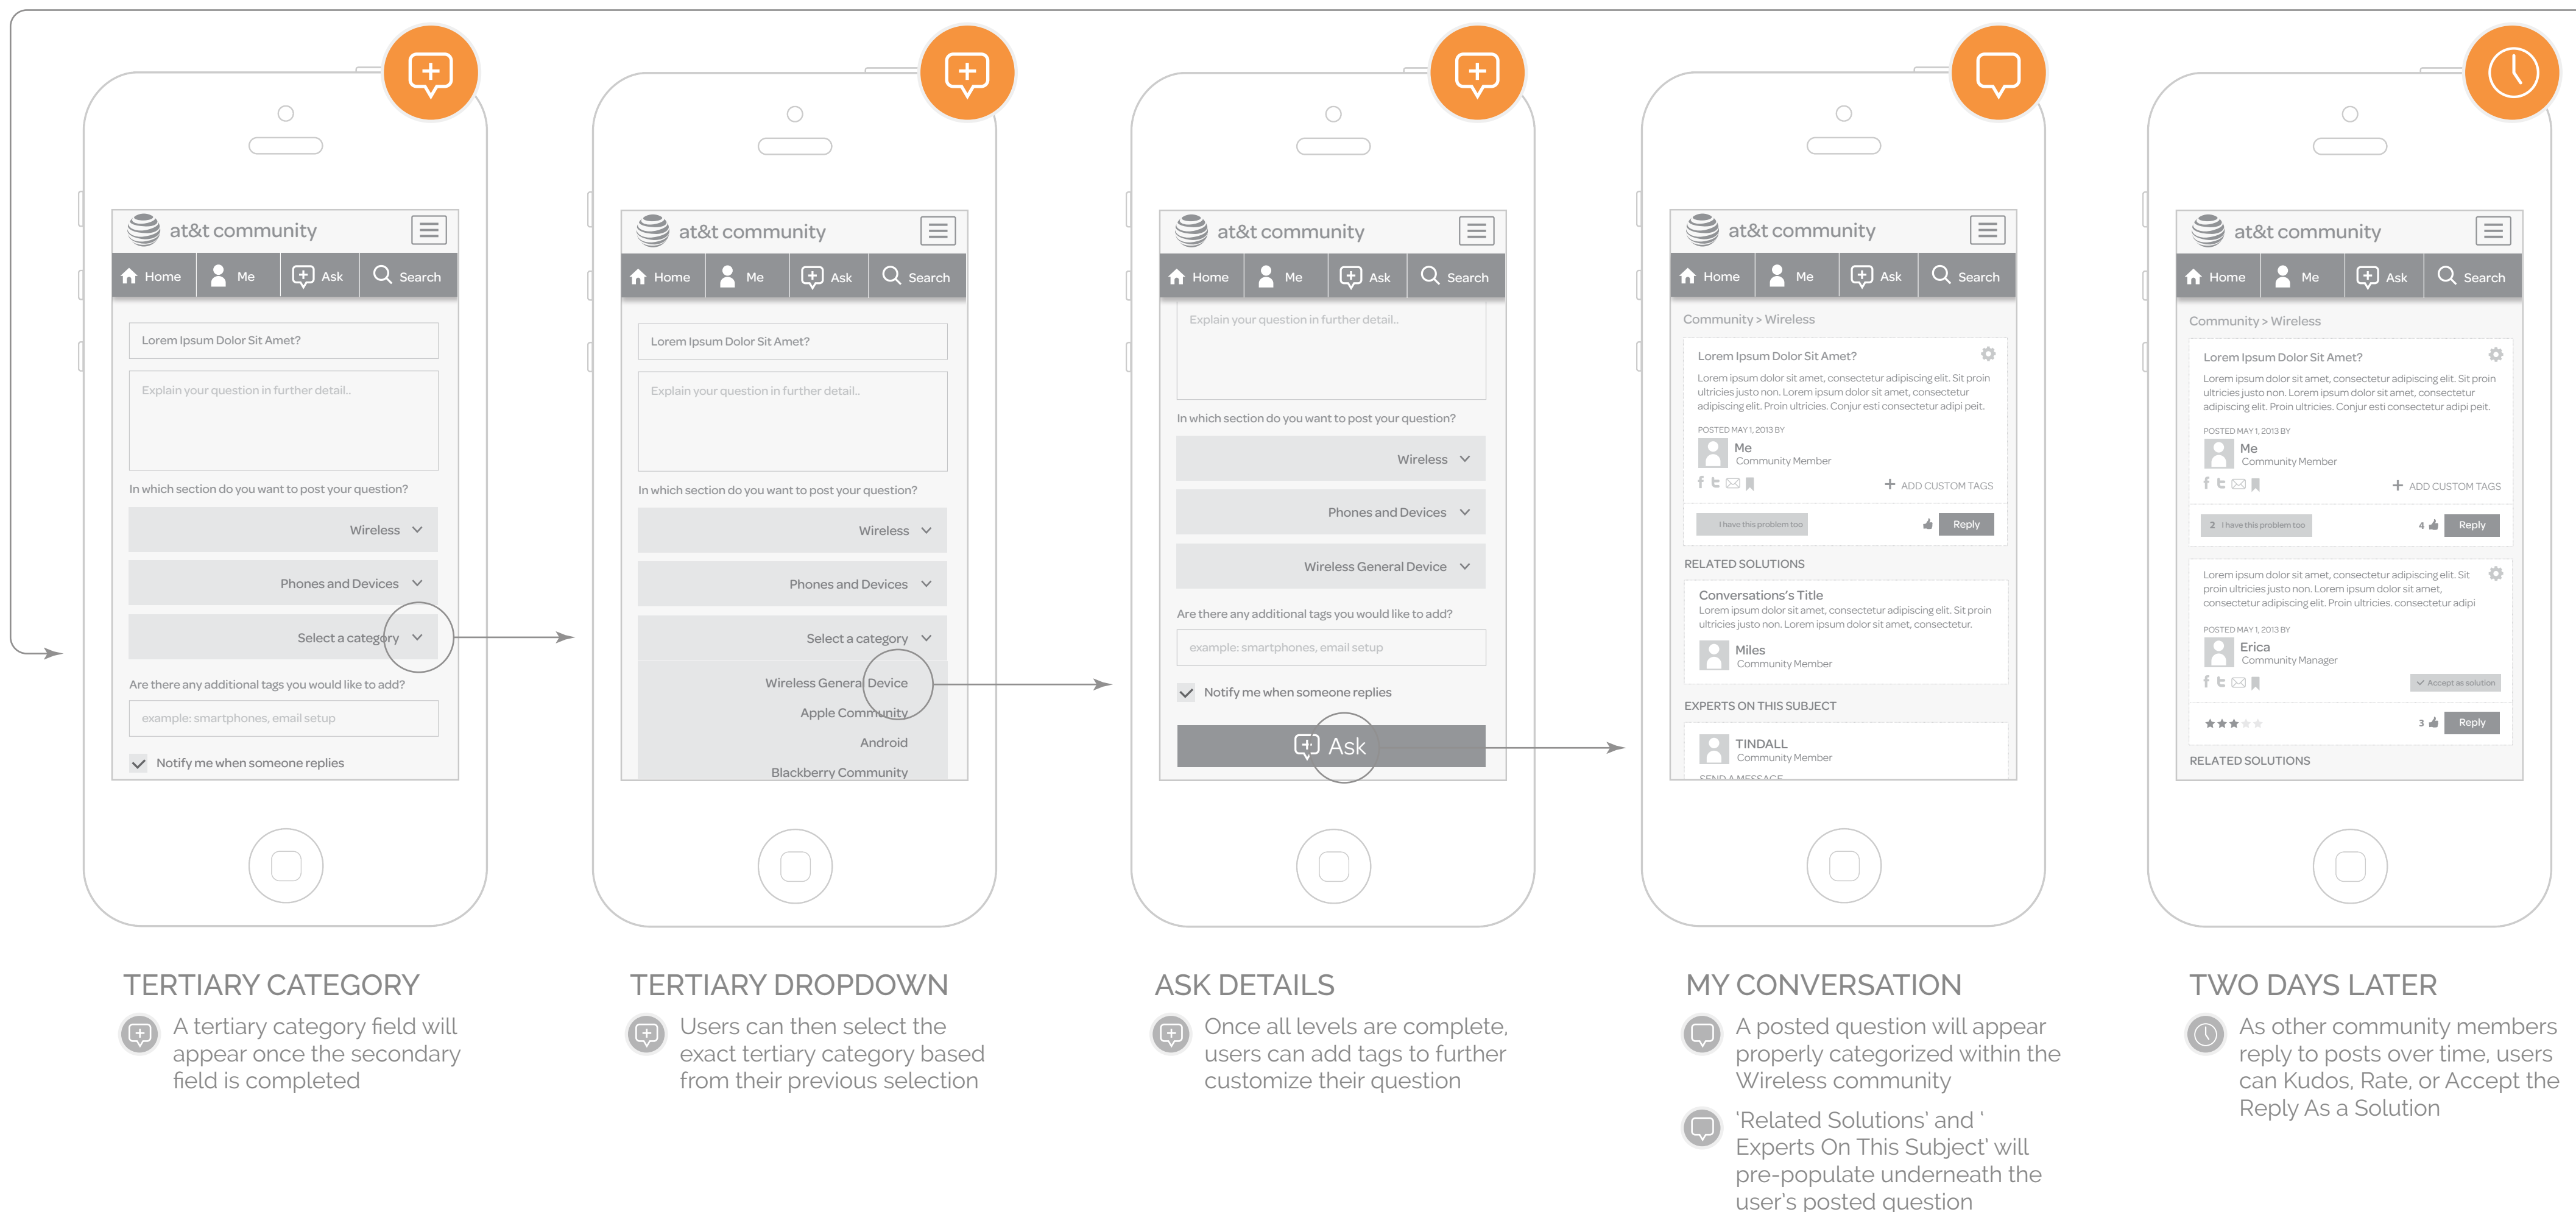 at&t community
Home Me Ask Search
Lorem Ipsum Dolor Sit Amet?
Explain your question in further detail..
In which section do you want to post your question?
Wireless
Phones and Devices
Select a category
Are there any additional tags you would like to add?
example: smartphones, email setup
Notify me when someone replies
TERTIARY CATEGORY
A tertiary category field will
appear once the secondary
field is completed
at&t community
Home Me Ask Search
Lorem Ipsum Dolor Sit Amet?
Explain your question in further detail..
In which section do you want to post your question?
Wireless
Phones and Devices
Select a category
Wireless General Device
Apple Community
Android
Blackberry Community
TERTIARY DROPDOWN
Users can then select the
exact tertiary category based
from their previous selection
at&t community
Home Me Ask Search
Explain your question in further detail..
In which section do you want to post your question?
Wireless
Phones and Devices
Wireless General Device
Are there any additional tags you would like to add?
example: smartphones, email setup
Notify me when someone replies
Ask
ASK DETAILS
Once all levels are complete,
users can add tags to further
customize their question
at&t community
Home Me Ask Search
Community > Wireless
Lorem Ipsum Dolor Sit Amet?
Lorem ipsum dolor sit amet, consectetur adipiscing elit. Sit proin
ultricies justo non. Lorem ipsum dolor sit amet, consectetur
adipiscing elit. Proin ultricies. Conjur esti consectetur adipi peit.
POSTED MAY 1, 2013 BY
Me
Community Member
+ ADD CUSTOM TAGS
I have this problem too
Reply
RELATED SOLUTIONS
Conversations's Title
Lorem ipsum dolor sit amet, consectetur adipiscing elit. Sit proin
ultricies justo non. Lorem ipsum dolor sit amet, consectetur.
Miles
Community Member
EXPERTS ON THIS SUBJECT
TINDALL
Community Member
SEND A MESSAGE
MY CONVERSATION
A posted question will appear
properly categorized within the
Wireless community
'Related Solutions' and '
Experts On This Subject' will
pre-populate underneath the
user's posted question
at&t community
Home Me Ask Search
Community > Wireless
Lorem Ipsum Dolor Sit Amet?
Lorem ipsum dolor sit amet, consectetur adipiscing elit. Sit proin
ultricies justo non. Lorem ipsum dolor sit amet, consectetur
adipiscing elit. Proin ultricies. Conjur esti consectetur adipi peit.
POSTED MAY 1, 2013 BY
Me
Community Member
+ ADD CUSTOM TAGS
2 I have this problem too
4 Reply
Lorem ipsum dolor sit amet, consectetur adipiscing elit. Sit
proin ultricies justo non. Lorem ipsum dolor sit amet,
consectetur adipiscing elit. Proin ultricies. consectetur adipi
POSTED MAY 1, 2013 BY
Erica
Community Manager
Accept as solution
3 Reply
RELATED SOLUTIONS
TWO DAYS LATER
As other community members
reply to posts over time, users
can Kudos, Rate, or Accept the
Reply As a Solution